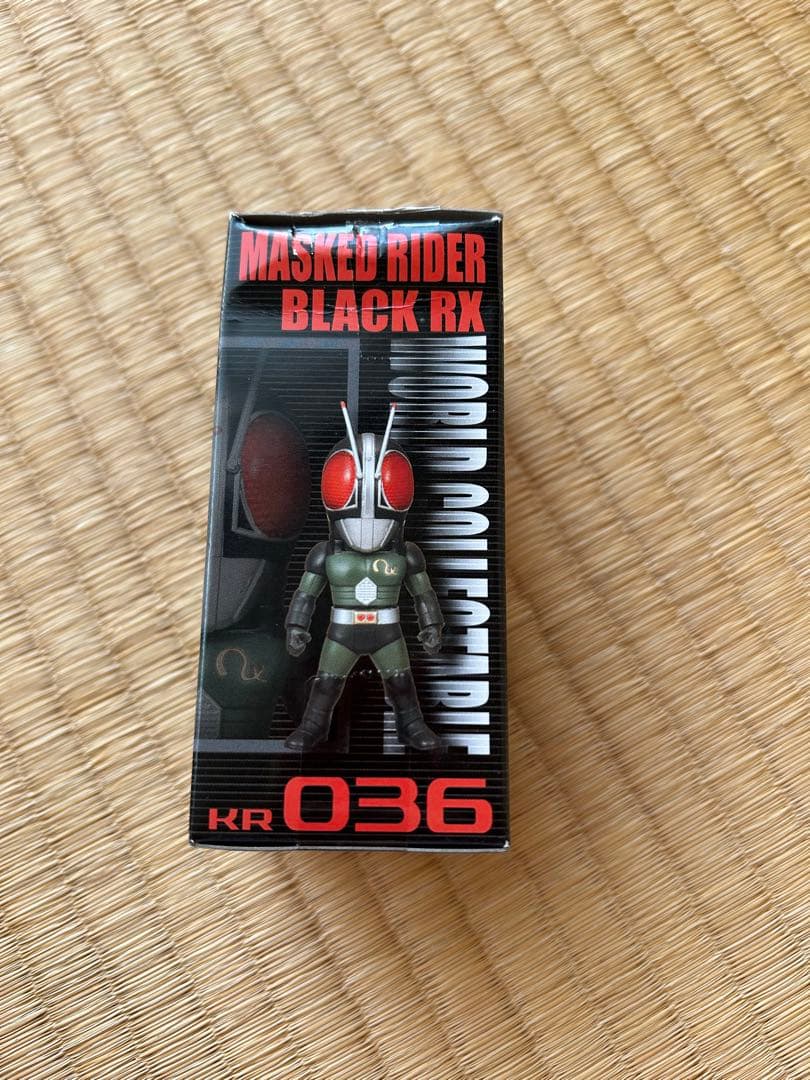 MASKED RIDER
BLACK RX
WORLD COLLECTABLE
KR 036